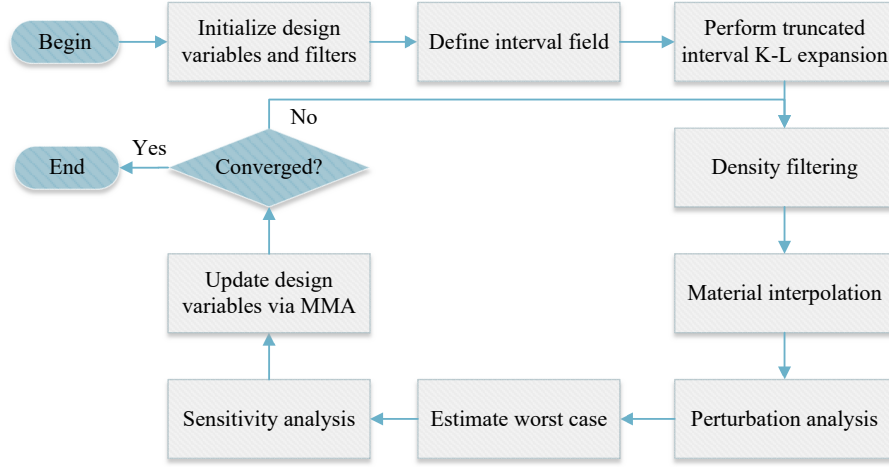 Begin
Initialize design
variables and filters
Define interval field
Perform truncated
interval K-L expansion
No
Yes
End
Converged?
Density filtering
Update design
variables via MMA
Material interpolation
Sensitivity analysis
Estimate worst case
Perturbation analysis